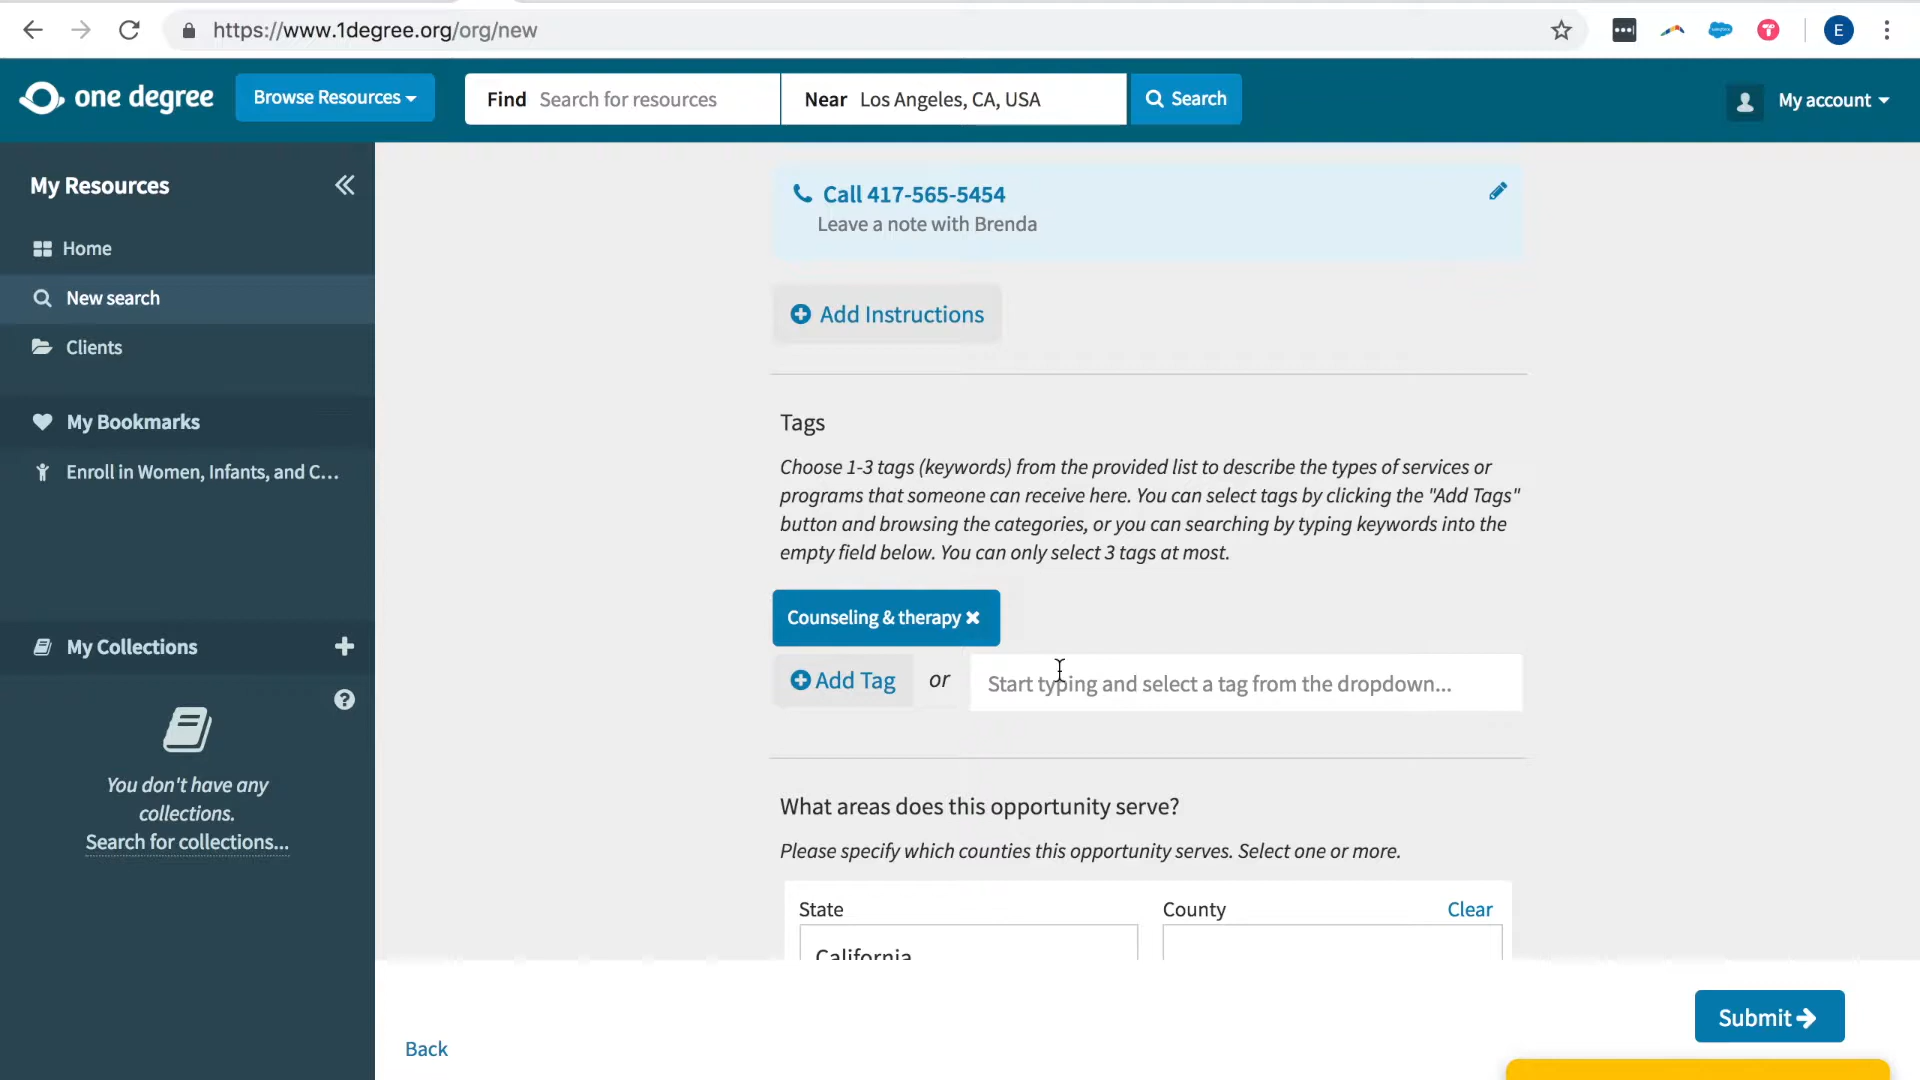 https://www.1degree.org/org/new
E
one degree
Browse Resources
Find Search for resources
Near Los Angeles, CA, USA
Search
My account
My Resources
Home
New search
Clients
My Bookmarks
Enroll in Women, Infants, and C...
My Collections
You don't have any
collections.
Search for collections...
Call 417-565-5454
Leave a note with Brenda
Add Instructions
Tags
Choose 1-3 tags (keywords) from the provided list to describe the types of services or
programs that someone can receive here. You can select tags by clicking the "Add Tags"
button and browsing the categories, or you can searching by typing keywords into the
empty field below. You can only select 3 tags at most.
Counseling & therapy
Add Tag or Start typing and select a tag from the dropdown...
What areas does this opportunity serve?
Please specify which counties this opportunity serves. Select one or more.
State
County
Clear
California
Submit
Back